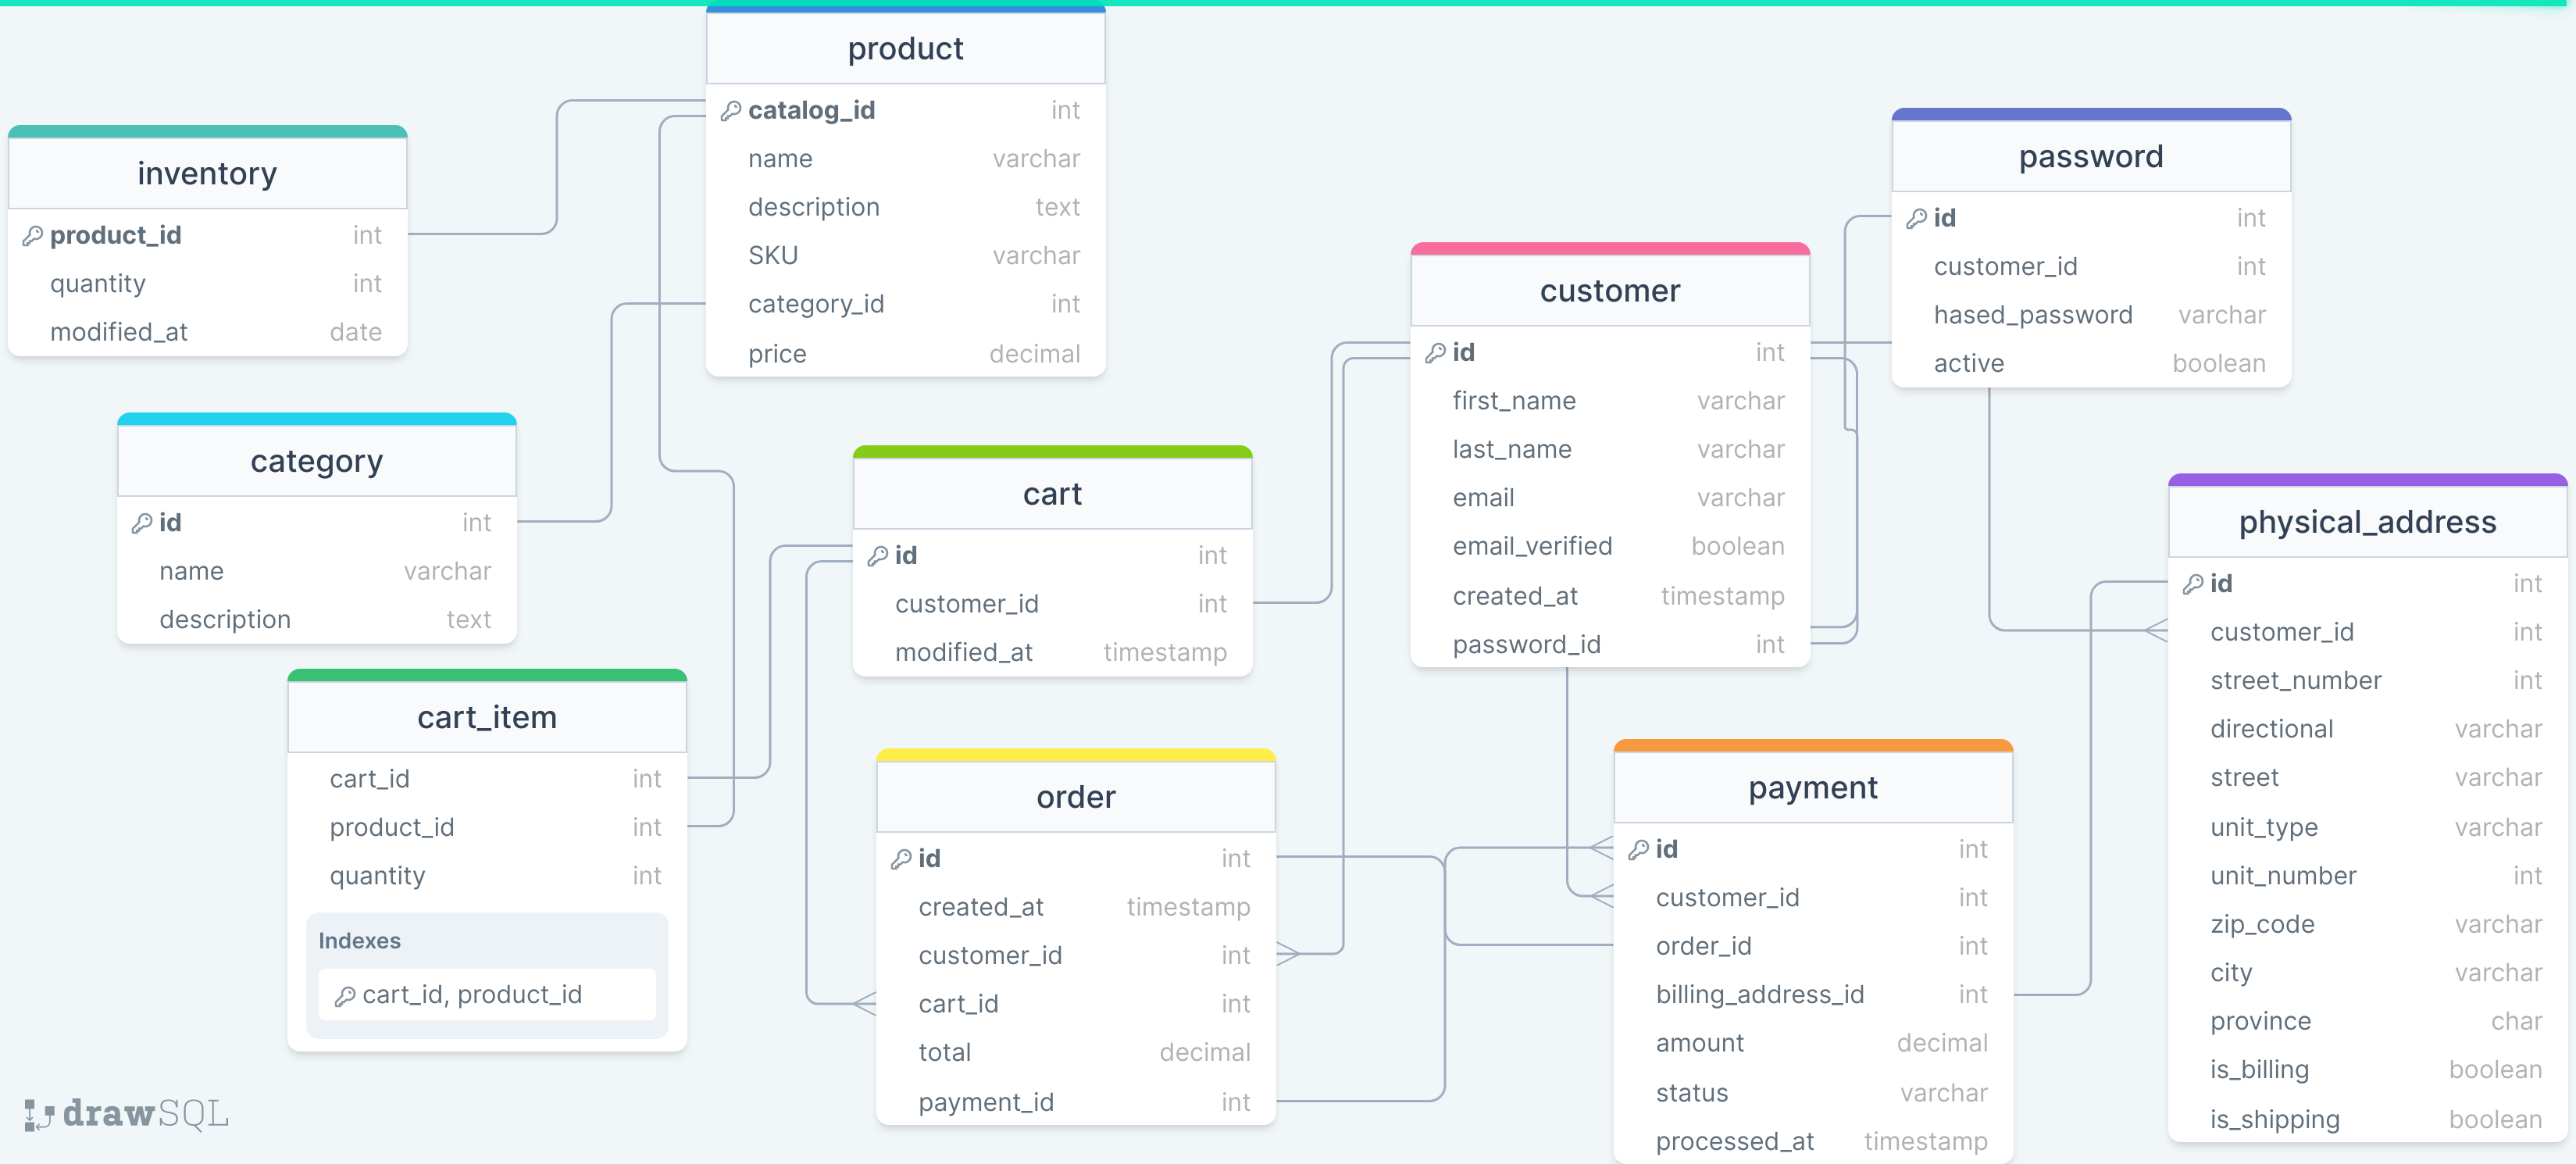 product
catalog_id int
name varchar
description text
SKU varchar
category_id int
price decimal
inventory
product_id int
quantity int
modified_at date
category
id int
name varchar
description text
cart_item
cart_id int
product_id int
quantity int
Indexes
cart_id, product_id
cart
id int
customer_id int
modified_at timestamp
order
id int
created_at timestamp
customer_id int
cart_id int
total decimal
payment_id int
customer
id int
first_name varchar
last_name varchar
email varchar
email_verified boolean
created_at timestamp
password_id int
password
id int
customer_id int
hased_password varchar
active boolean
payment
id int
customer_id int
order_id int
billing_address_id int
amount decimal
status varchar
processed_at timestamp
physical_address
id int
customer_id int
street_number int
directional varchar
street varchar
unit_type varchar
unit_number int
zip_code varchar
city varchar
province char
is_billing boolean
is_shipping boolean
drawSQL